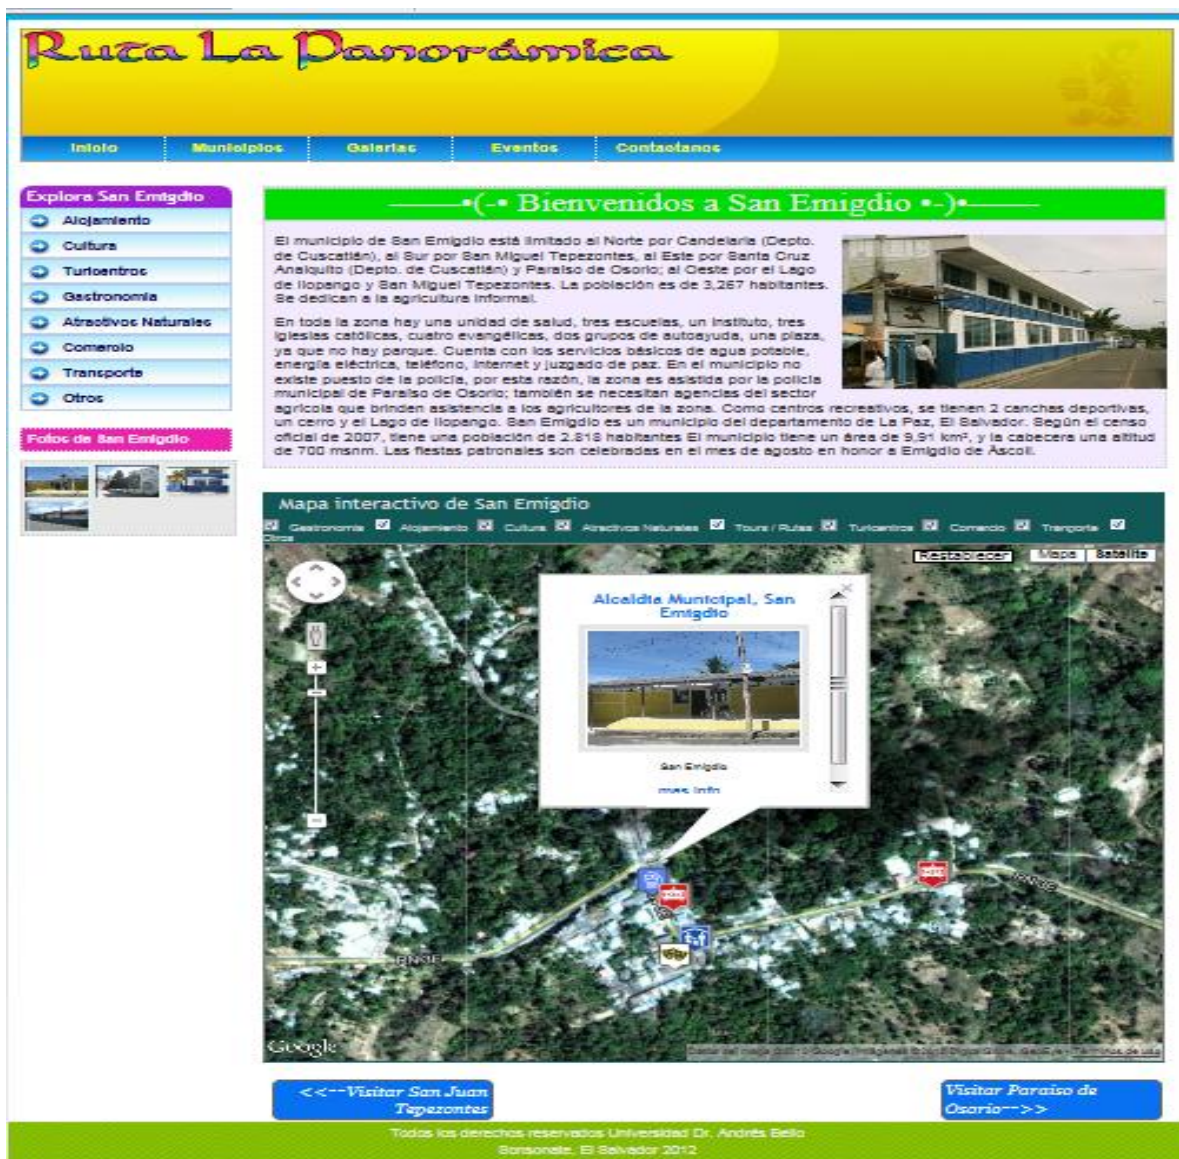 Ruta La Panorámica
Inicio Municipios Galerias Eventos Contactanos
Explora San Emigdio
Alojamiento
Cultura
Turicentros
Gastronomia
Atractivos Naturales
Comercio
Transporte
Otros
Fotos de San Emigdio
•(-• Bienvenidos a San Emigdio •-)•
El municipio de San Emigdio está limitado al Norte por Candelaria (Depto.
de Cuscatlán), al Sur por San Miguel Tepezontes, al Este por Santa Cruz
Analquito (Depto. de Cuscatlán) y Paraíso de Osorio; al Oeste por el Lago
de Ilopango y San Miguel Tepezontes. La población es de 3,267 habitantes.
Se dedican a la agricultura informal.
En toda la zona hay una unidad de salud, tres escuelas, un instituto, tres
iglesias católicas, cuatro evangélicas, dos grupos de autoayuda, una plaza,
ya que no hay parque. Cuenta con los servicios básicos de agua potable,
energía eléctrica, teléfono, internet y juzgado de paz. En el municipio no
existe puesto de la policía, por esta razón, la zona es asistida por la policía
municipal de Paraíso de Osorio; también se necesitan agencias del sector
agrícola que brinden asistencia a los agricultores de la zona. Como centros recreativos, se tienen 2 canchas deportivas,
un cerro y el Lago de Ilopango. San Emigdio es un municipio del departamento de La Paz, El Salvador. Según el censo
oficial de 2007, tiene una población de 2.818 habitantes El municipio tiene un área de 9,91 km², y la cabecera una altitud
de 700 msnm. Las fiestas patronales son celebradas en el mes de agosto en honor a Emigdio de Áscoli.
Mapa interactivo de San Emigdio
Gastronomia Alojamiento Cultura Atractivos Naturales Tours / Rutas Turicentros Comercio Tranporte
Otros
Restablecer Mapa Satélite
Alcaldia Municipal, San
Emigdio
San Emigdio
mas info
RN06E
RN06E
Google
Términos de uso
<<--Visitar San Juan
Tepezontes
Visitar Paraiso de
Osorio-->>
Todos los derechos reservados Universidad Dr. Andrés Bello
Sonsonate, El Salvador 2012